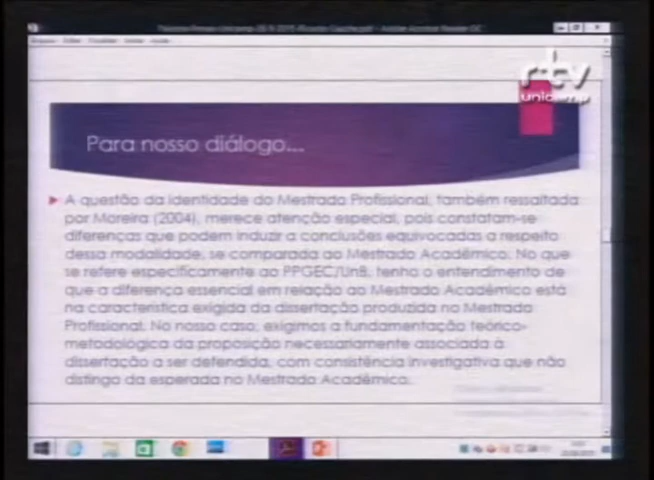 rtv
unicamp
Para nosso diálogo...
A questão da identidade do Mestrado Profissional, também ressaltada
por Moreira (2004), merece atenção especial, pois constatam-se
diferenças que podem induzir a conclusões equivocadas a respeito
dessa modalidade, se comparada ao Mestrado Acadêmico. No que
se refere especificamente ao PPGEC/UnB, tenho o entendimento de
que a diferença essencial em relação ao Mestrado Acadêmico está
na característica exigida da dissertação produzida no Mestrado
Profissional. No nosso caso, exigimos a fundamentação teórico-
metodológica da proposição necessariamente associada à
dissertação a ser defendida, com consistência investigativa que não
distingo da esperada no Mestrado Acadêmico.